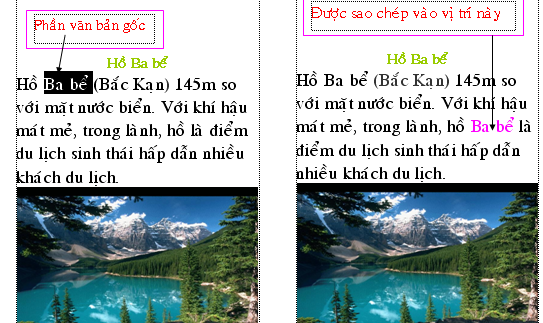 Phần văn bản gốc
Hồ Ba bể
Hồ Ba bể (Bắc Kạn) 145m so
với mặt nước biển. Với khí hậu
mát mẻ, trong lành, hồ là điểm
du lịch sinh thái hấp dẫn nhiều
khách du lịch.
Được sao chép vào vị trí này
Hồ Ba bể
Hồ Ba bể (Bắc Kạn) 145m so
với mặt nước biển. Với khí hậu
mát mẻ, trong lành, hồ Ba bể là
điểm du lịch sinh thái hấp dẫn
nhiều khách du lịch.